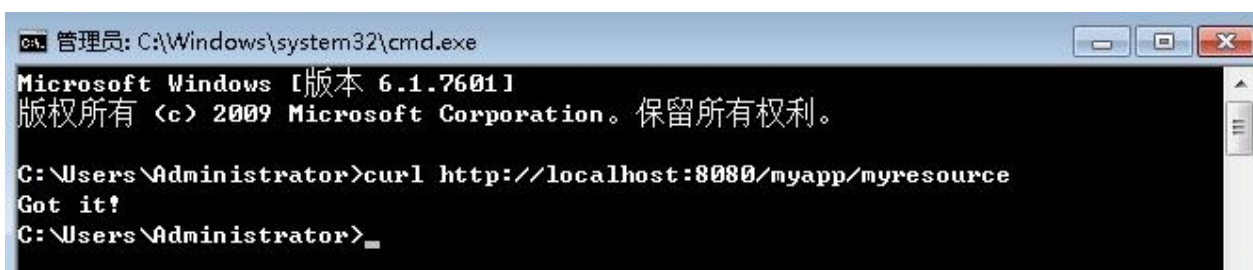 管理员: C:\Windows\system32\cmd.exe
Microsoft Windows [版本 6.1.7601]
版权所有 (c) 2009 Microsoft Corporation。保留所有权利。
C:\Users\Administrator>curl http://localhost:8080/myapp/myresource
Got it!
C:\Users\Administrator>_